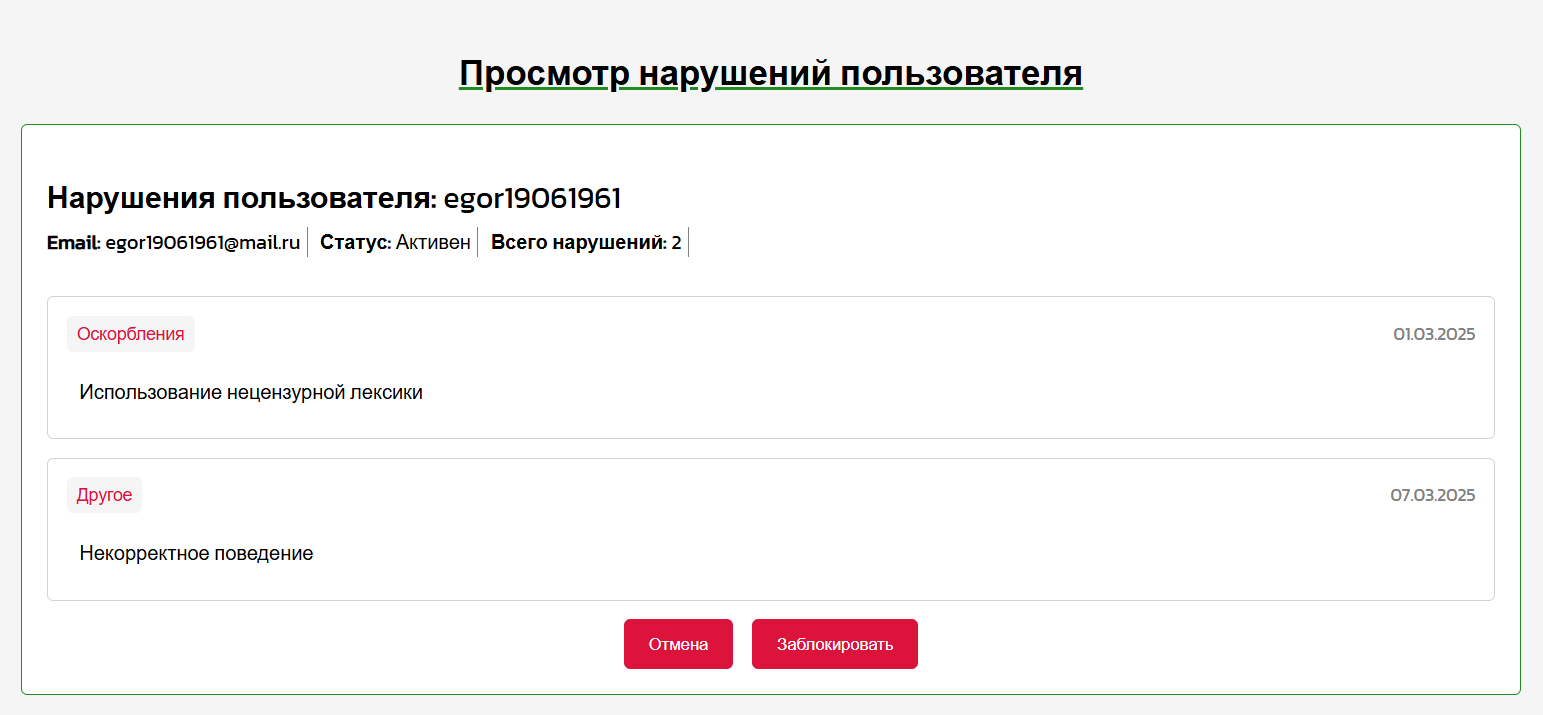 Просмотр нарушений пользователя
Нарушения пользователя: egor19061961
Email: egor19061961@mail.ru Статус: Активен Всего нарушений: 2
Оскорбления 01.03.2025
Использование нецензурной лексики
Другое 07.03.2025
Некорректное поведение
Отмена Заблокировать